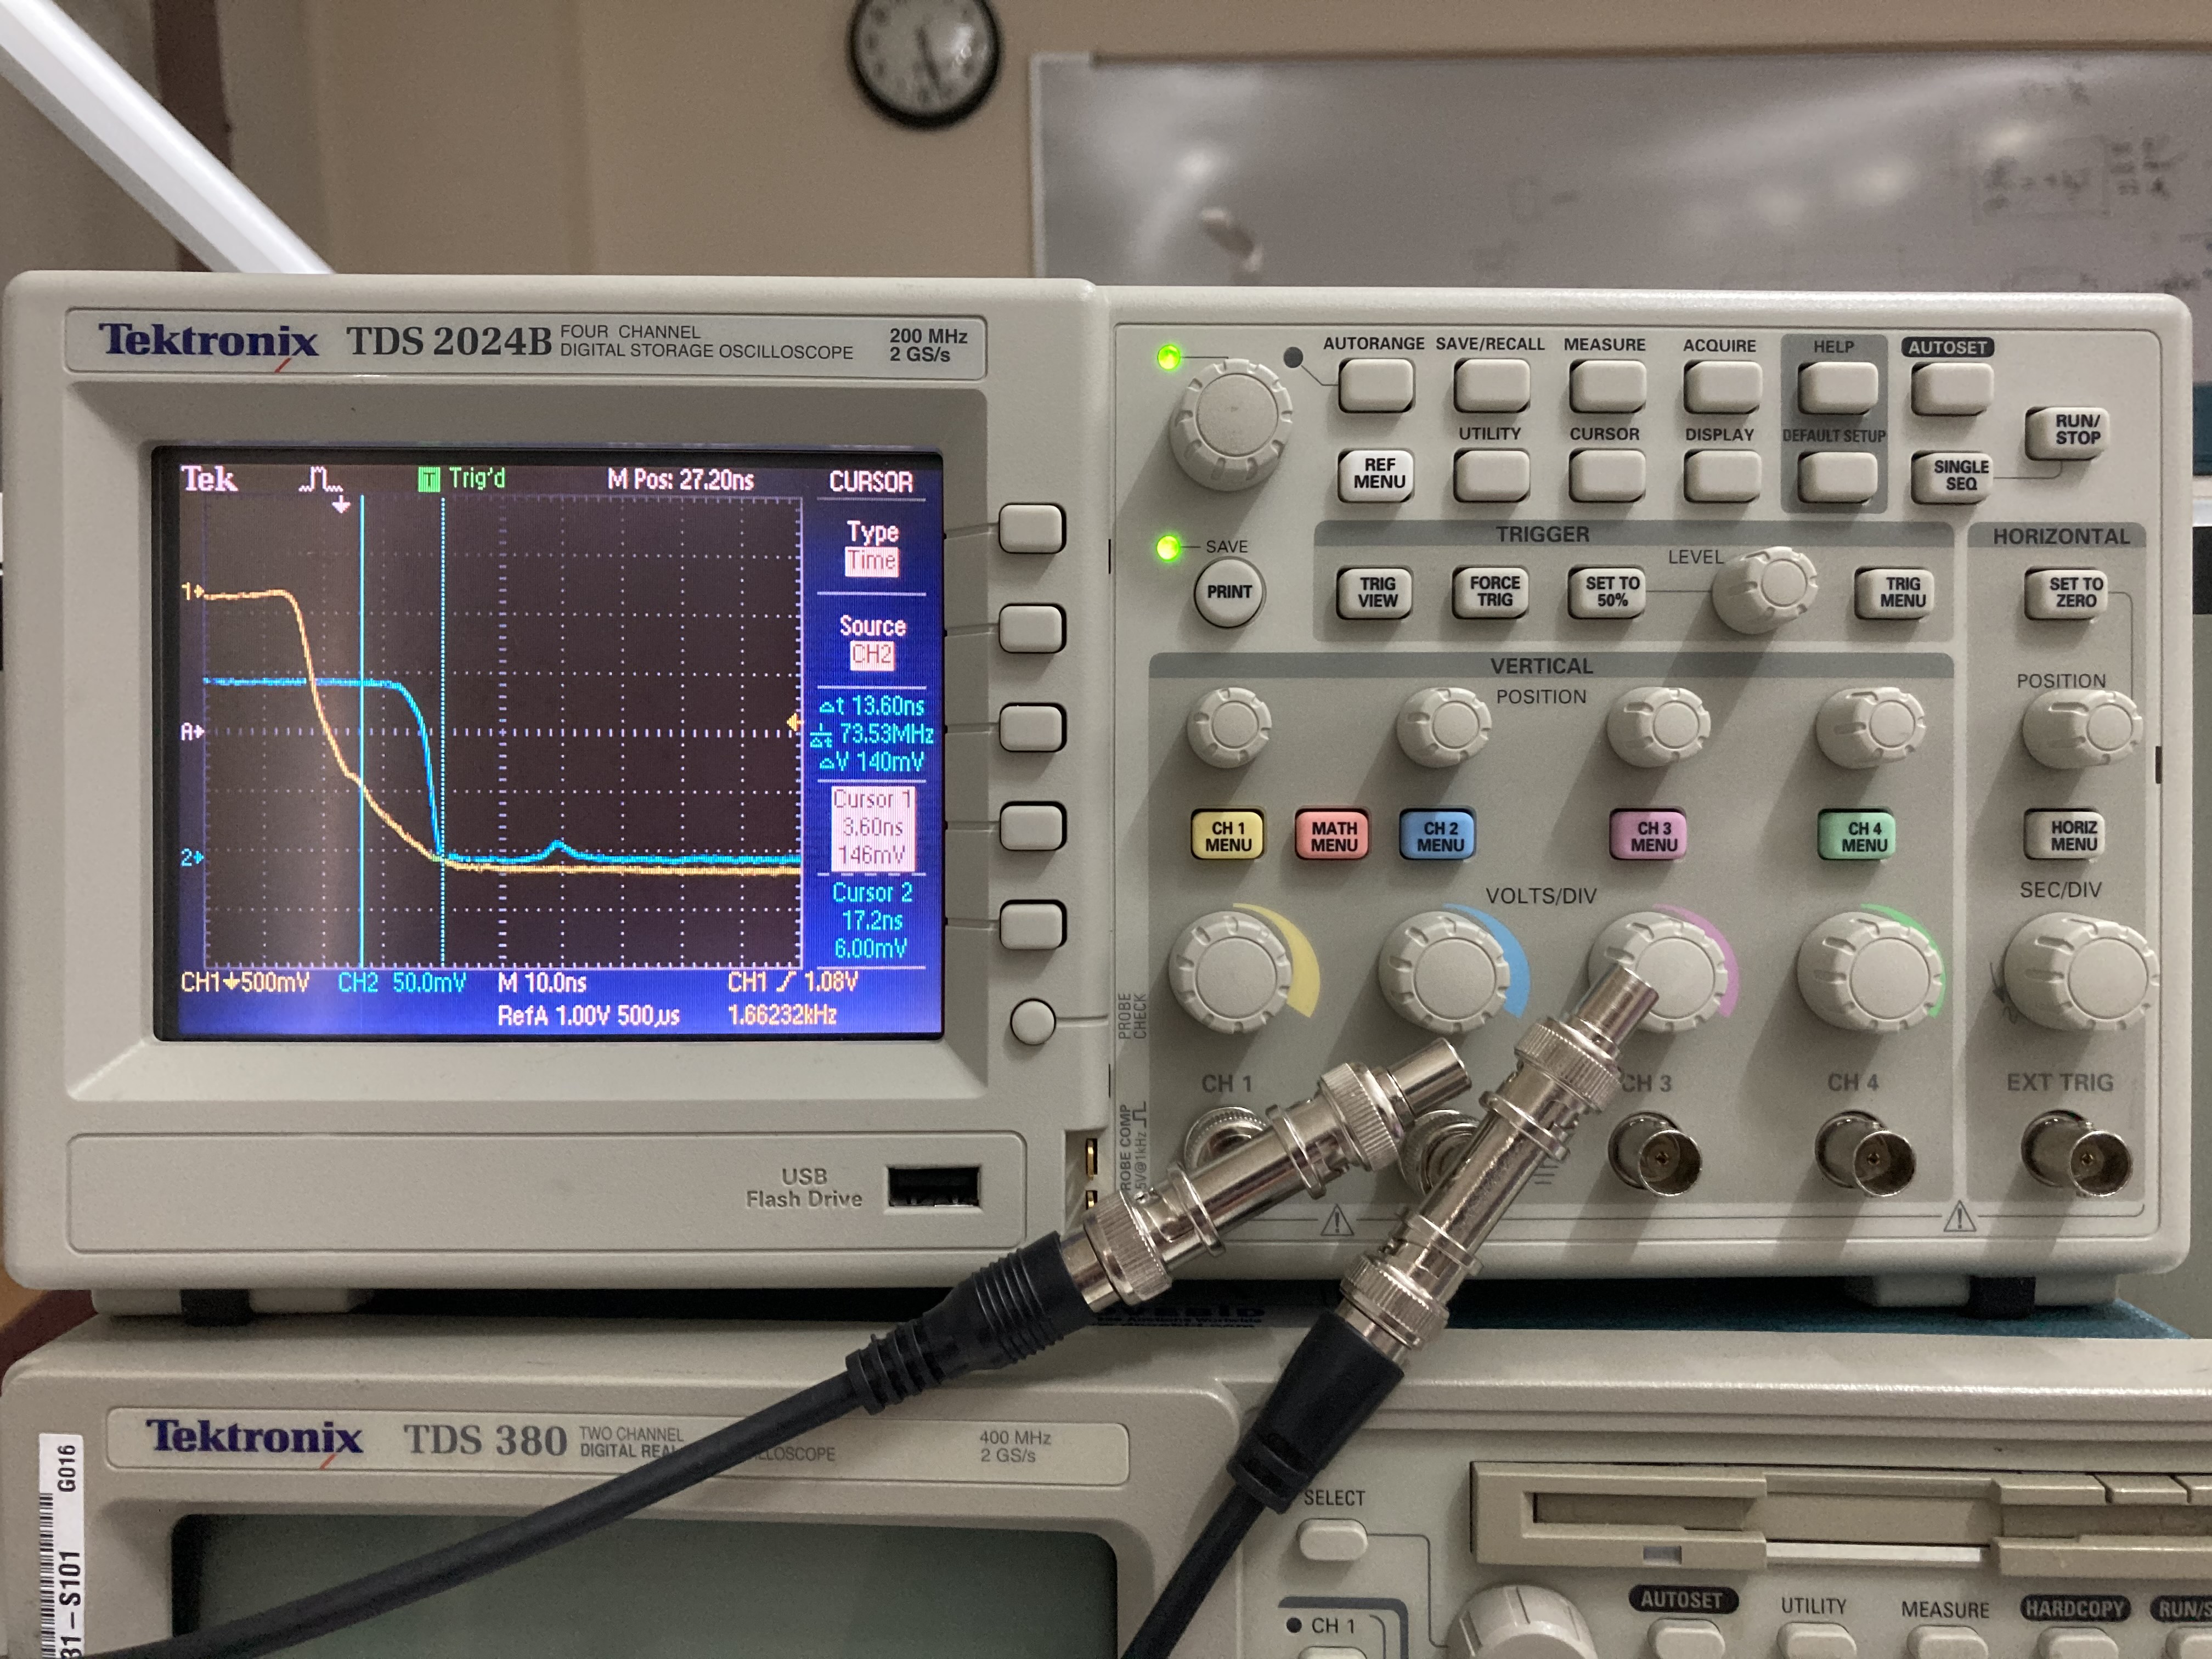 Tektronix TDS 2024B FOUR CHANNEL DIGITAL STORAGE OSCILLOSCOPE 200 MHz 2 GS/s
Tek Trig'd M Pos: 27.20ns CURSOR
Type
Time
Source
CH2
Δt 13.60ns
1/Δt 73.53MHz
ΔV 140mV
Cursor 1
3.60ns
146mV
Cursor 2
17.2ns
6.00mV
1
A
2
CH1 500mV CH2 50.0mV M 10.0ns CH1 1.08V
RefA 1.00V 500µs 1.66232kHz
USB
Flash Drive
AUTORANGE SAVE/RECALL MEASURE ACQUIRE HELP AUTOSET
UTILITY CURSOR DISPLAY DEFAULT SETUP
REF MENU
SINGLE SEQ
RUN/STOP
SAVE
PRINT
TRIGGER
LEVEL
TRIG VIEW
FORCE TRIG
SET TO 50%
TRIG MENU
HORIZONTAL
SET TO ZERO
POSITION
HORIZ MENU
SEC/DIV
VERTICAL
POSITION
CH 1 MENU
MATH MENU
CH 2 MENU
CH 3 MENU
CH 4 MENU
VOLTS/DIV
PROBE CHECK
CH 1 CH 3 CH 4 EXT TRIG
Tektronix TDS 380 TWO CHANNEL
DIGITAL
400 MHz
2 GS/s
G016
31-S101
SELECT
CH 1
AUTOSET UTILITY MEASURE HARDCOPY